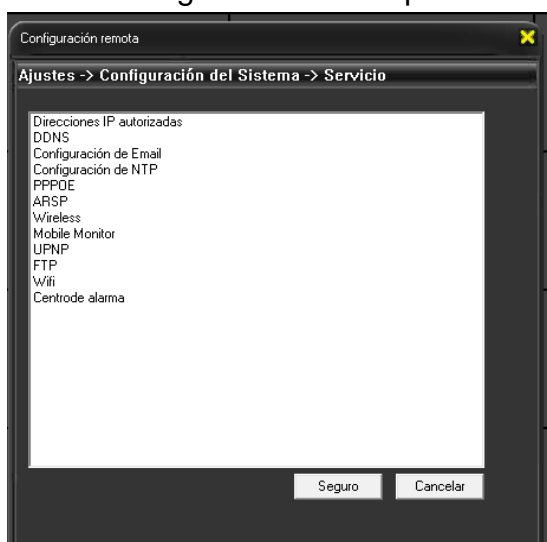 Configuración remota
Ajustes -> Configuración del Sistema -> Servicio
Direcciones IP autorizadas
DDNS
Configuración de Email
Configuración de NTP
PPPOE
ARSP
Wireless
Mobile Monitor
UPNP
FTP
Wifi
Centrode alarma
Seguro Cancelar